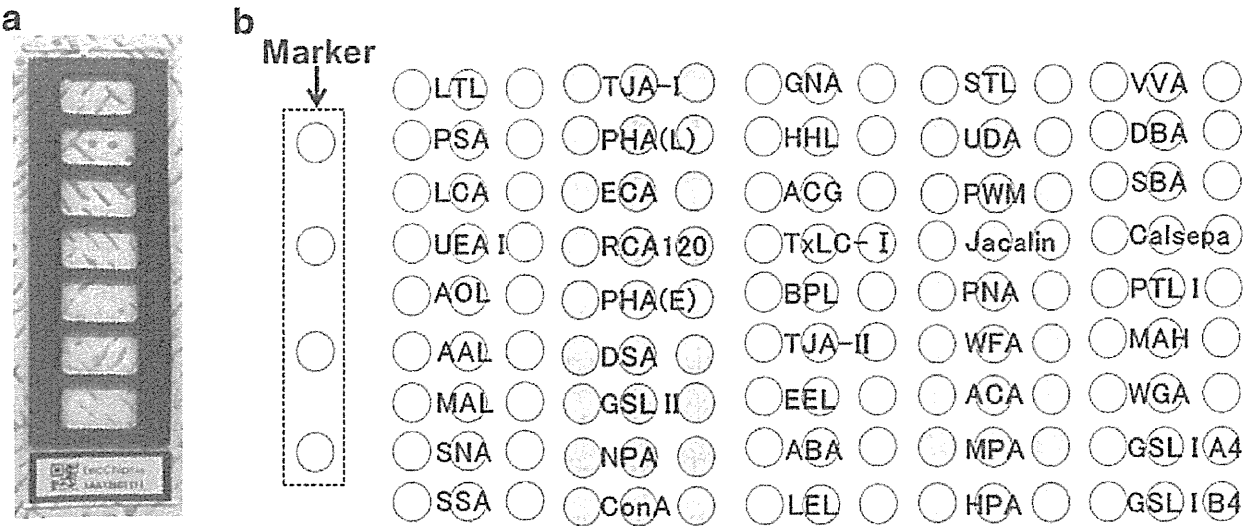 a
b
Marker
LTL TJA-I GNA STL VVA
PSA PHA(L) HHL UDA DBA
LCA ECA ACG PWM SBA
UEA I RCA120 TxLC-I Jacalin Calsepa
AOL PHA(E) BPL PNA PTL I
AAL DSA TJA-II WFA MAH
MAL GSL II EEL ACA WGA
SNA NPA ABA MPA GSL I A4
SSA ConA LEL HPA GSL I B4